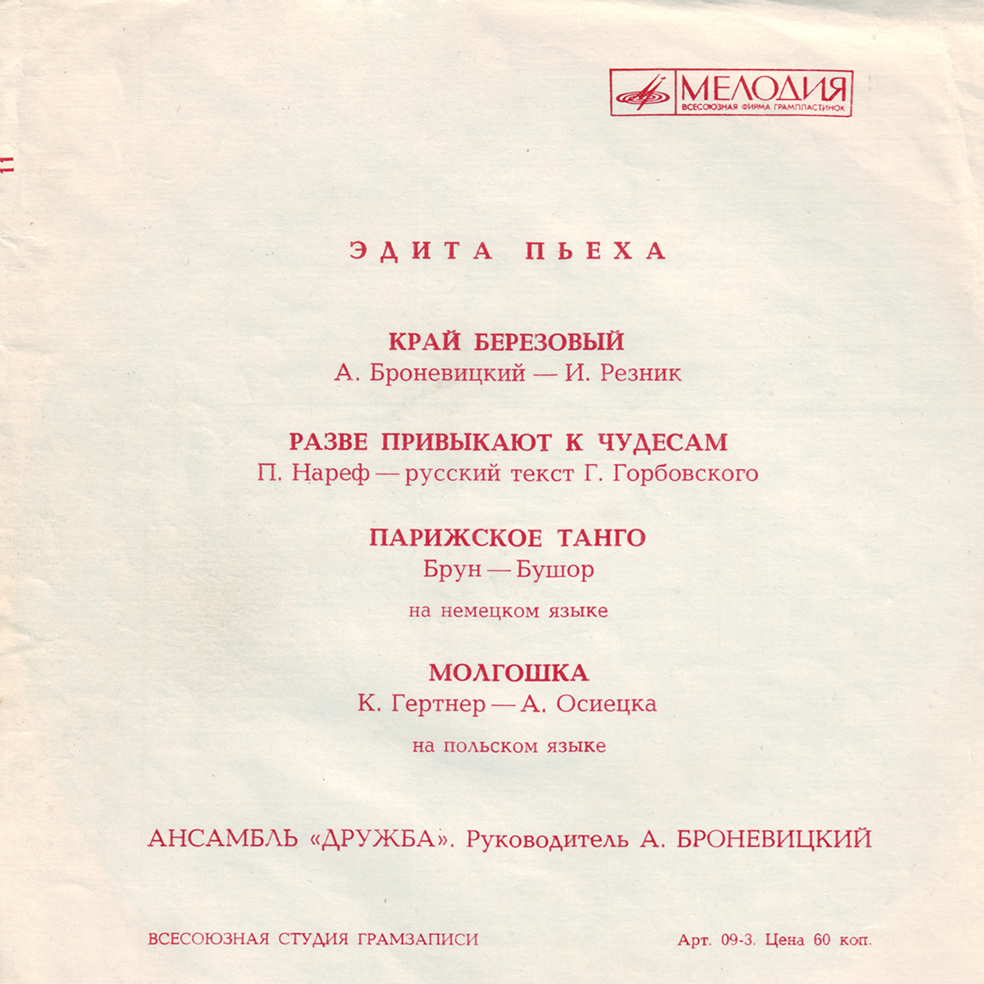 МЕЛОДИЯ
ВСЕСОЮЗНАЯ ФИРМА ГРАМПЛАСТИНОК
11
ЭДИТА ПЬЕХА
КРАЙ БЕРЕЗОВЫЙ
А. Броневицкий — И. Резник
РАЗВЕ ПРИВЫКАЮТ К ЧУДЕСАМ
П. Нареф — русский текст Г. Горбовского
ПАРИЖСКОЕ ТАНГО
Брун — Бушор
на немецком языке
МОЛГОШКА
К. Гертнер — А. Осиецка
на польском языке
АНСАМБЛЬ «ДРУЖБА». Руководитель А. БРОНЕВИЦКИЙ
ВСЕСОЮЗНАЯ СТУДИЯ ГРАМЗАПИСИ Арт. 09-3. Цена 60 коп.